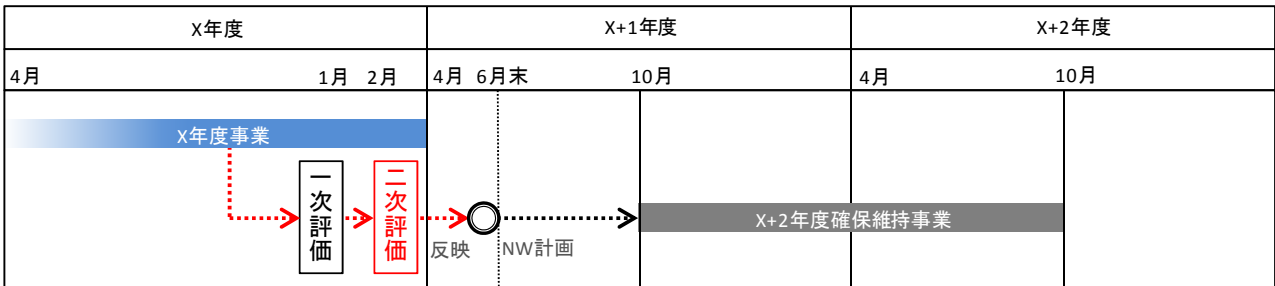 X年度
X+1年度
X+2年度
4月
1月
2月
4月
6月末
10月
4月
10月
X年度事業
一次評価
二次評価
反映
NW計画
X+2年度確保維持事業